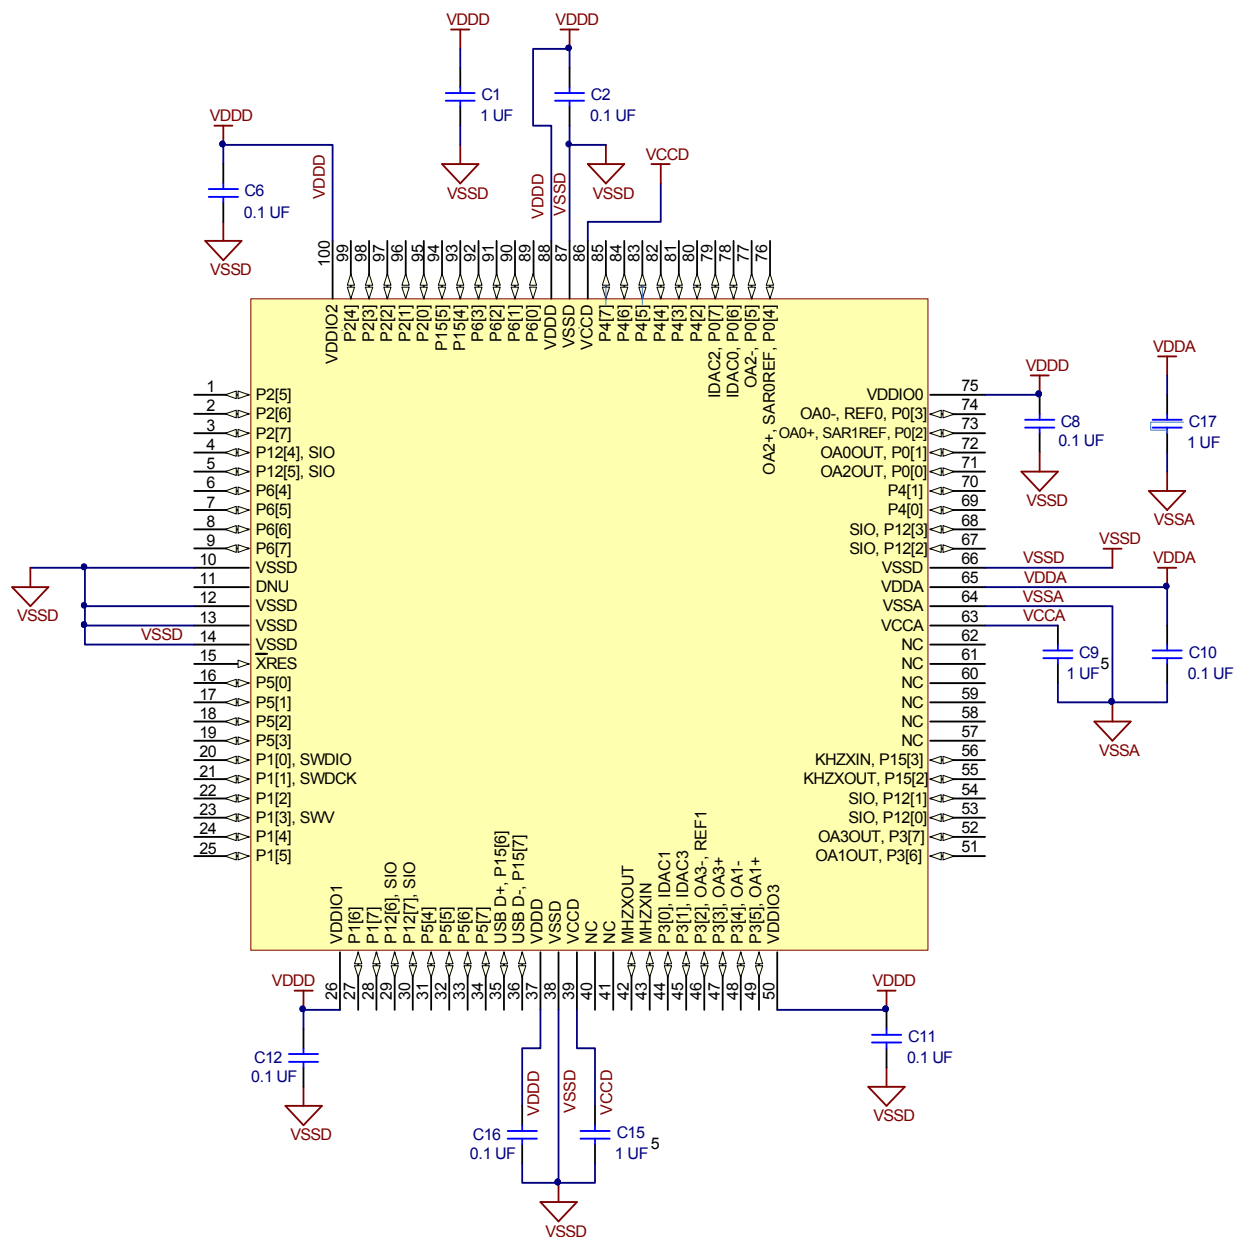 VDDD
C1
1 UF
VSSD
VDDD
C2
0.1 UF
VSSD
VDDD
C6
0.1 UF
VSSD
VDDD
VDDD
VSSD
VCCD
100
99
98
97
96
95
94
93
92
91
90
89
88
87
86
85
84
83
82
81
80
79
78
77
76
VDDIO2
P2[4]
P2[3]
P2[2]
P2[1]
P2[0]
P15[5]
P15[4]
P6[3]
P6[2]
P6[1]
P6[0]
VDDD
VSSD
VCCD
P4[7]
P4[6]
P4[5]
P4[4]
P4[3]
P4[2]
IDAC2, P0[7]
IDAC0, P0[6]
OA2-, P0[5]
OA2+, SAR0REF, P0[4]
1 P2[5]
2 P2[6]
3 P2[7]
4 P12[4], SIO
5 P12[5], SIO
6 P6[4]
7 P6[5]
8 P6[6]
9 P6[7]
10 VSSD
11 DNU
12 VSSD
13 VSSD
VSSD 14 VSSD
15 XRES
16 P5[0]
17 P5[1]
18 P5[2]
19 P5[3]
20 P1[0], SWDIO
21 P1[1], SWDCK
22 P1[2]
23 P1[3], SWV
24 P1[4]
25 P1[5]
VSSD
VDDIO0 75
OA0-, REF0, P0[3] 74
OA0+, SAR1REF, P0[2] 73
OA0OUT, P0[1] 72
OA2OUT, P0[0] 71
P4[1] 70
P4[0] 69
SIO, P12[3] 68
SIO, P12[2] 67
VSSD 66 VSSD
VDDA 65 VDDA
VSSA 64 VSSA
VCCA 63 VCCA
NC 62
NC 61
NC 60
NC 59
NC 58
NC 57
KHZXIN, P15[3] 56
KHZXOUT, P15[2] 55
SIO, P12[1] 54
SIO, P12[0] 53
OA3OUT, P3[7] 52
OA1OUT, P3[6] 51
VDDD
C8
0.1 UF
VSSD
VDDA
C17
1 UF
VSSA
VSSD
VDDA
C9
1 UF 5
C10
0.1 UF
VSSA
VDDIO1
P1[6]
P1[7]
P12[6], SIO
P12[7], SIO
P5[4]
P5[5]
P5[6]
P5[7]
USB D+, P15[6]
USB D-, P15[7]
VDDD
VSSD
VCCD
NC
NC
MHZXOUT
MHZXIN
P3[0], IDAC1
P3[1], IDAC3
P3[2], OA3-, REF1
P3[3], OA3+
P3[4], OA1-
P3[5], OA1+
VDDIO3
26
27
28
29
30
31
32
33
34
35
36
37
38
39
40
41
42
43
44
45
46
47
48
49
50
VDDD
C12
0.1 UF
VSSD
VDDD
VSSD
VCCD
C16
0.1 UF
C15
1 UF 5
VSSD
VDDD
C11
0.1 UF
VSSD